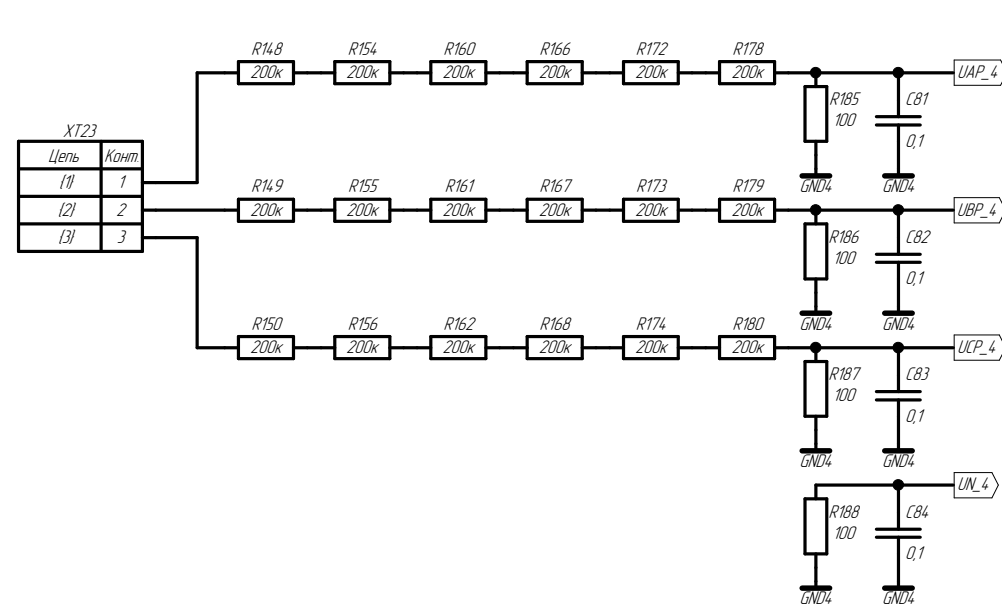 R148 R154 R160 R166 R172 R178
200к 200к 200к 200к 200к 200к
UAP_4
R185
100
C81
0,1
GND4 GND4
XT23
Цепь Конт.
{1} 1
{2} 2
{3} 3
R149 R155 R161 R167 R173 R179
200к 200к 200к 200к 200к 200к
UBP_4
R186
100
C82
0,1
GND4 GND4
R150 R156 R162 R168 R174 R180
200к 200к 200к 200к 200к 200к
UCP_4
R187
100
C83
0,1
GND4 GND4
UN_4
R188
100
C84
0,1
GND4 GND4